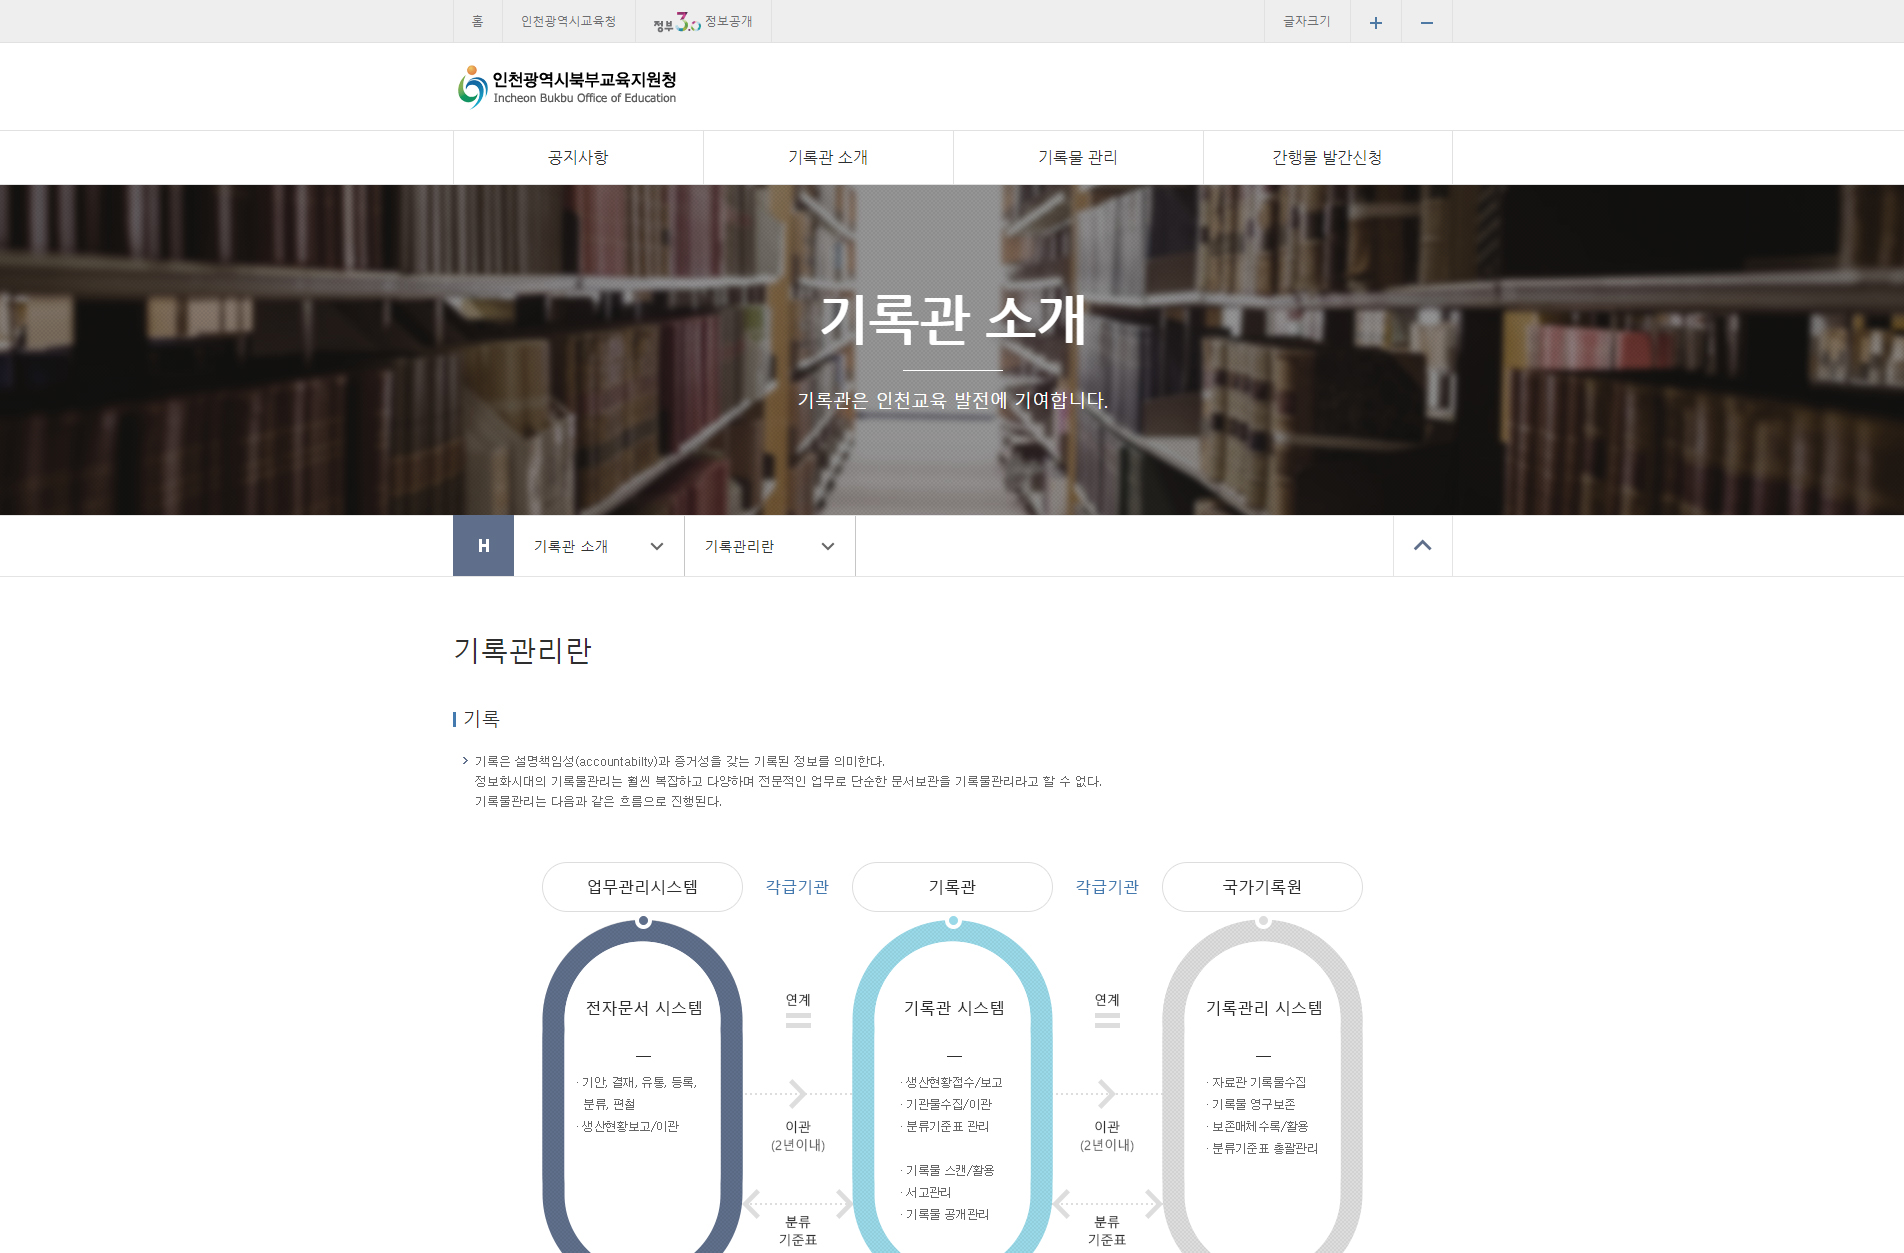 홈
인천광역시교육청
정부3.0 정보공개
글자크기
+
−
인천광역시북부교육지원청
Incheon Bukbu Office of Education
공지사항
기록관 소개
기록물 관리
간행물 발간신청
기록관 소개
기록관은 인천교육 발전에 기여합니다.
H
기록관 소개
기록관리란
기록관리란
기록
기록은 설명책임성(accountabilty)과 증거성을 갖는 기록된 정보를 의미한다.
정보화시대의 기록물관리는 훨씬 복잡하고 다양하며 전문적인 업무로 단순한 문서보관을 기록물관리라고 할 수 없다.
기록물관리는 다음과 같은 흐름으로 진행된다.
업무관리시스템
각급기관
기록관
각급기관
국가기록원
전자문서 시스템
· 기안, 결재, 유통, 등록,
분류, 편철
· 생산현황보고/이관
연계
이관
(2년이내)
분류
기준표
기록관 시스템
· 생산현황접수/보고
· 기관물수집/이관
· 분류기준표 관리
· 기록물 스캔/활용
· 서고관리
· 기록물 공개관리
연계
이관
(2년이내)
분류
기준표
기록관리 시스템
· 자료관 기록물수집
· 기록물 영구보존
· 보존매체수록/활용
· 분류기준표 총괄관리